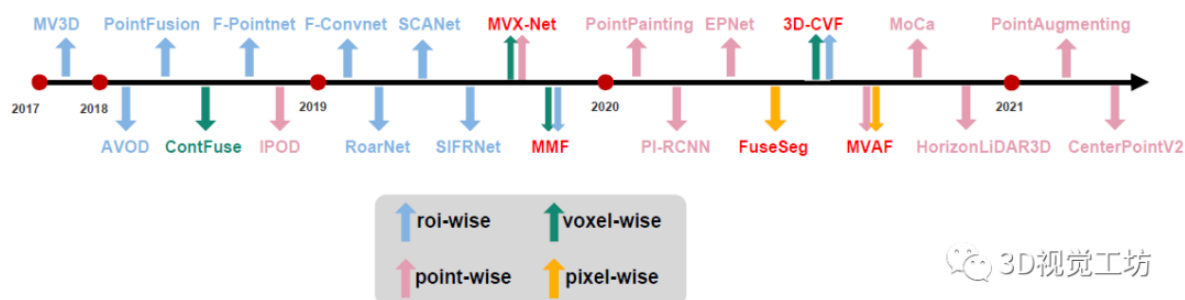 MV3D PointFusion F-Pointnet F-Convnet SCANet MVX-Net PointPainting EPNet 3D-CVF MoCa PointAugmenting
2017 2018 2019 2020 2021
AVOD ContFuse IPOD RoarNet SIFRNet MMF PI-RCNN FuseSeg MVAF HorizonLiDAR3D CenterPointV2
roi-wise voxel-wise
point-wise pixel-wise
3D视觉工坊